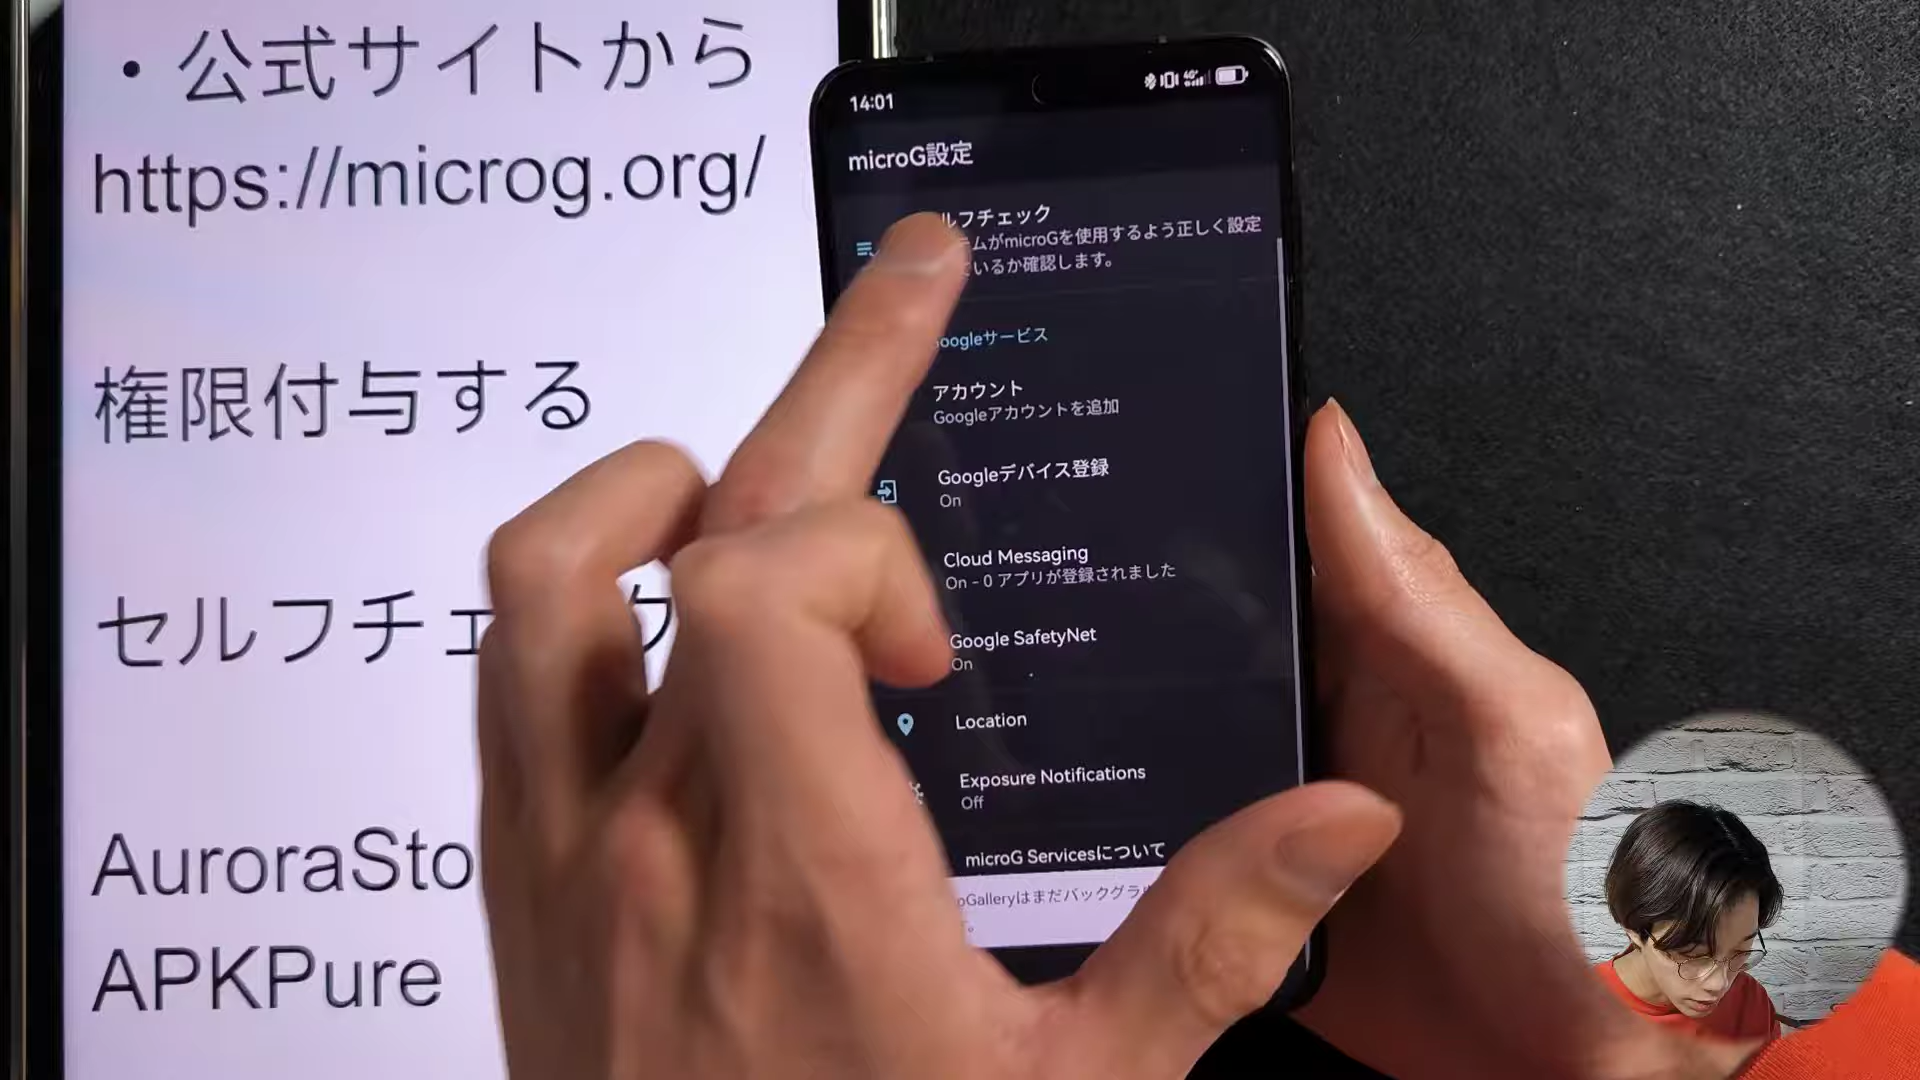 ・公式サイトから
https://microg.org/
権限付与する
セルフチェック
AuroraSto
APKPure
14:01
microG設定
ルフチェック
テムがmicroGを使用するよう正しく設定
ているか確認します。
oogleサービス
アカウント
Googleアカウントを追加
Googleデバイス登録
On
Cloud Messaging
On – 0 アプリが登録されました
Google SafetyNet
On
Location
Exposure Notifications
Off
microG Servicesについて
oGalleryはまだバックグラ